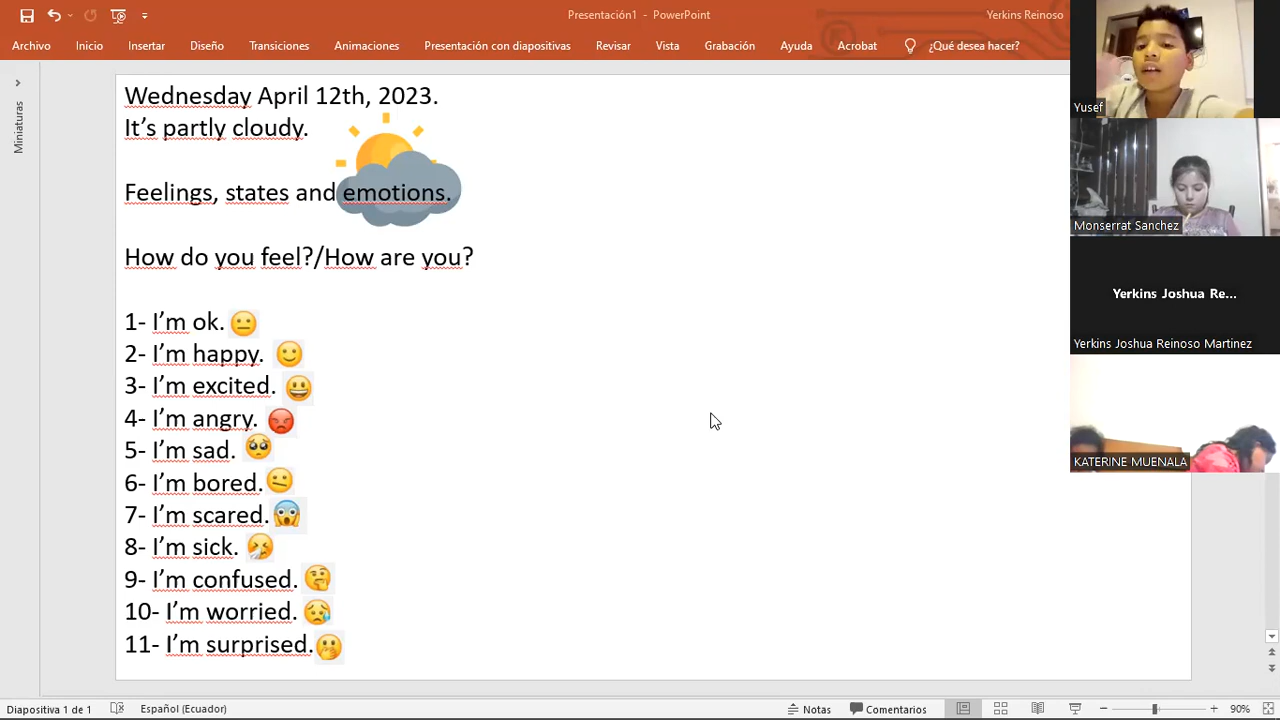 Presentación1 - PowerPoint
Yerkins Reinoso
Archivo Inicio Insertar Diseño Transiciones Animaciones Presentación con diapositivas Revisar Vista Grabación Ayuda Acrobat ¿Qué desea hacer?
Miniaturas
Wednesday April 12th, 2023.
It's partly cloudy.
Feelings, states and emotions.
How do you feel?/How are you?
1- I'm ok.
2- I'm happy.
3- I'm excited.
4- I'm angry.
5- I'm sad.
6- I'm bored.
7- I'm scared.
8- I'm sick.
9- I'm confused.
10- I'm worried.
11- I'm surprised.
Yusef
Monserrat Sanchez
Yerkins Joshua Re...
Yerkins Joshua Reinoso Martinez
KATERINE MUENALA
Diapositiva 1 de 1 Español (Ecuador) Notas Comentarios 90%